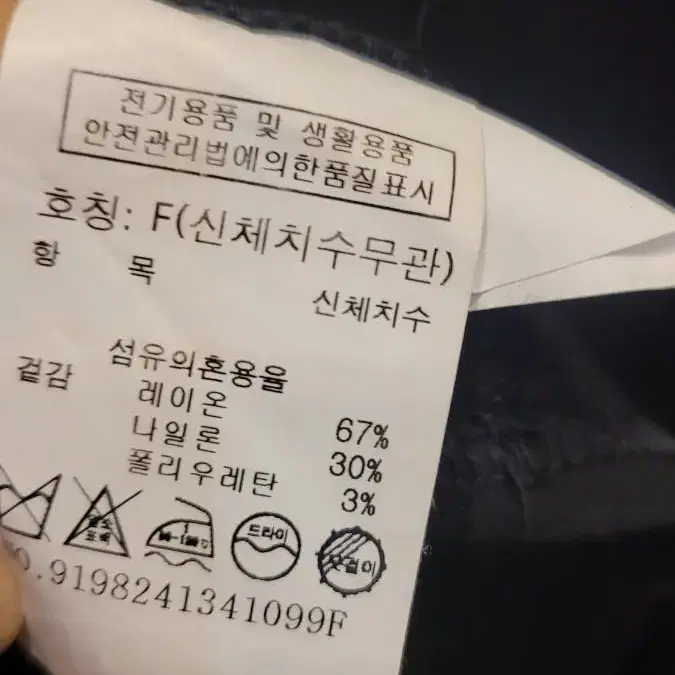 전기용품 및 생활용품
안전관리법에의한품질표시
호칭: F(신체치수무관)
항 목 신체치수
섬유의혼용율
겉감 레이온 67%
나일론 30%
폴리우레탄 3%
드라이 옷걸이
.9198241341099F